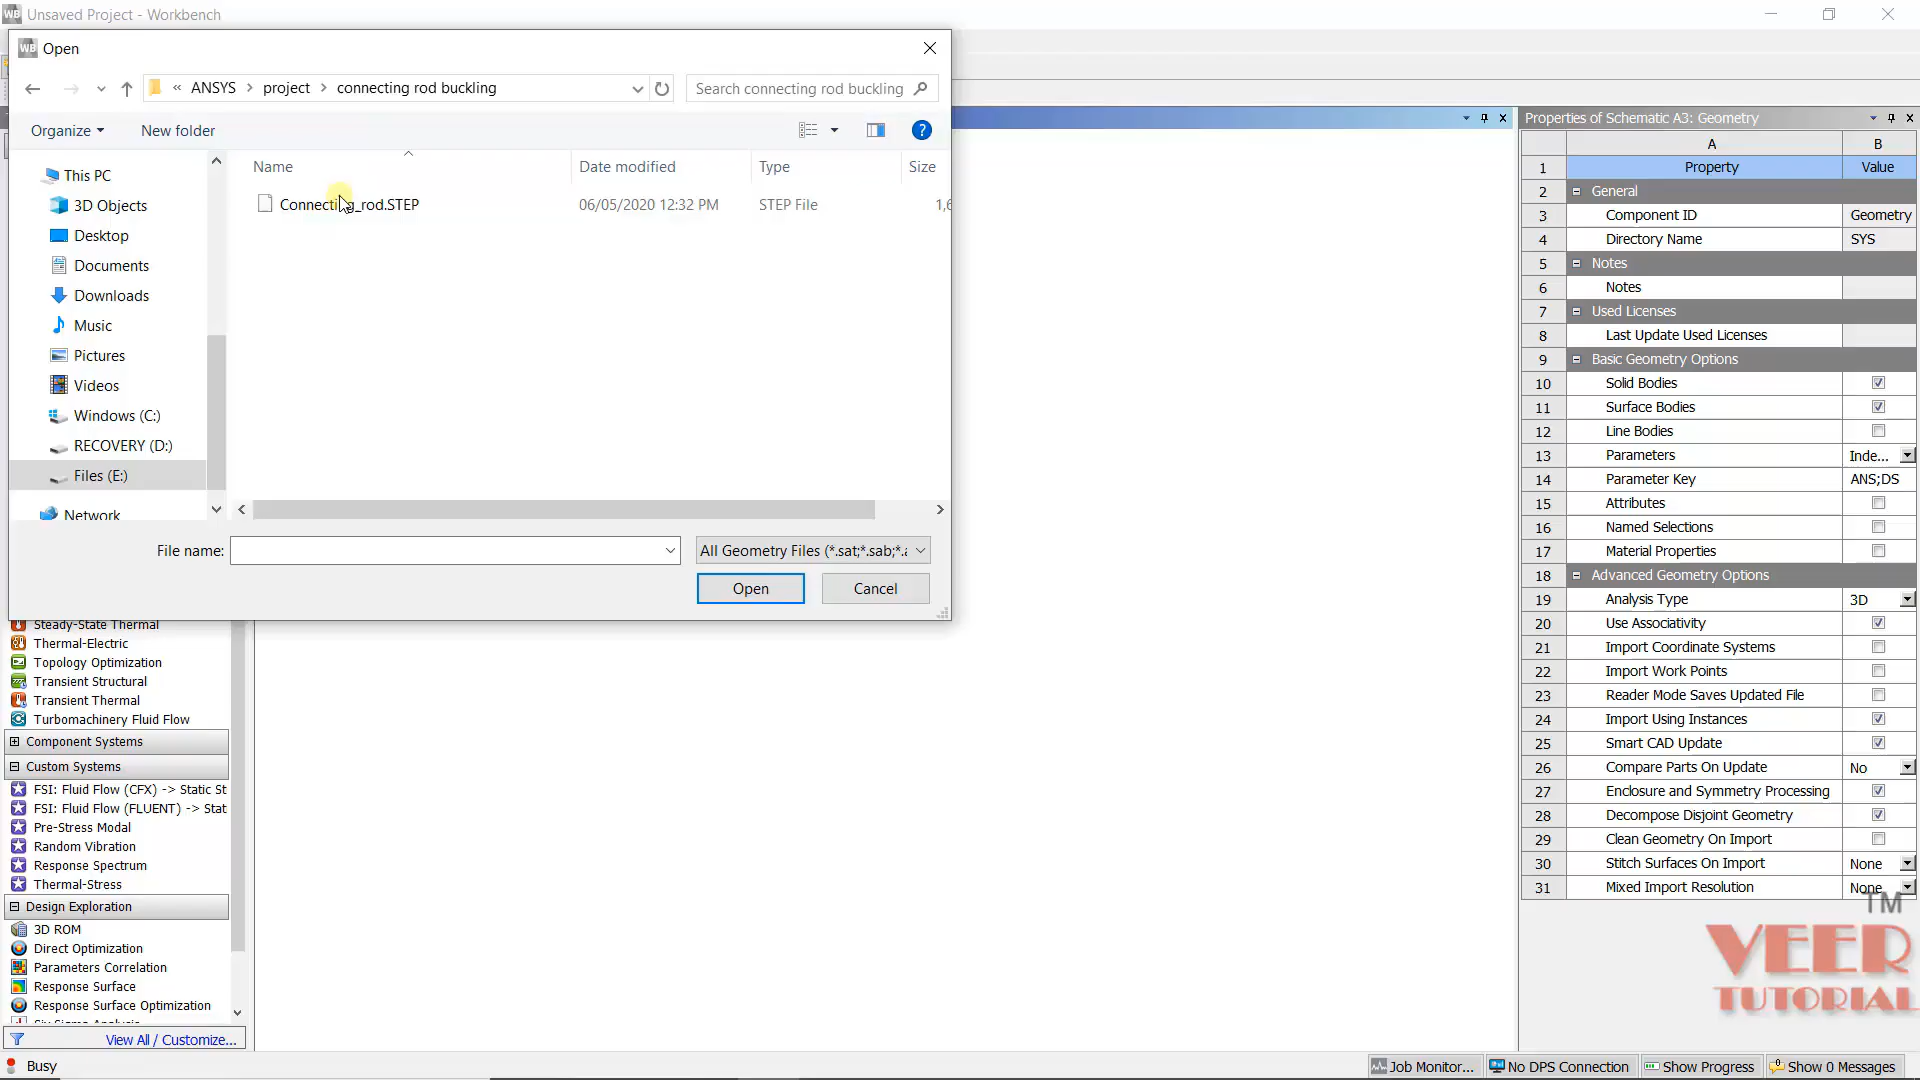 Unsaved Project - Workbench
Open
« ANSYS > project > connecting rod buckling
Search connecting rod buckling
Organize
New folder
Name
Date modified
Type
Size
Connecting_rod.STEP
06/05/2020 12:32 PM
STEP File
This PC
3D Objects
Desktop
Documents
Downloads
Music
Pictures
Videos
Windows (C:)
RECOVERY (D:)
Files (E:)
Network
File name:
All Geometry Files (*.sat;*.sab;*.
Open
Cancel
Steady-State Thermal
Thermal-Electric
Topology Optimization
Transient Structural
Transient Thermal
Turbomachinery Fluid Flow
Component Systems
Custom Systems
FSI: Fluid Flow (CFX) -> Static St
FSI: Fluid Flow (FLUENT) -> Stat
Pre-Stress Modal
Random Vibration
Response Spectrum
Thermal-Stress
Design Exploration
3D ROM
Direct Optimization
Parameters Correlation
Response Surface
Response Surface Optimization
View All / Customize...
Busy
Properties of Schematic A3: Geometry
A B
1 Property Value
2 General
3 Component ID Geometry
4 Directory Name SYS
5 Notes
6 Notes
7 Used Licenses
8 Last Update Used Licenses
9 Basic Geometry Options
10 Solid Bodies
11 Surface Bodies
12 Line Bodies
13 Parameters Inde...
14 Parameter Key ANS;DS
15 Attributes
16 Named Selections
17 Material Properties
18 Advanced Geometry Options
19 Analysis Type 3D
20 Use Associativity
21 Import Coordinate Systems
22 Import Work Points
23 Reader Mode Saves Updated File
24 Import Using Instances
25 Smart CAD Update
26 Compare Parts On Update No
27 Enclosure and Symmetry Processing
28 Decompose Disjoint Geometry
29 Clean Geometry On Import
30 Stitch Surfaces On Import None
31 Mixed Import Resolution None
TM
VEER
TUTORIAL
Job Monitor...
No DPS Connection
Show Progress
Show 0 Messages